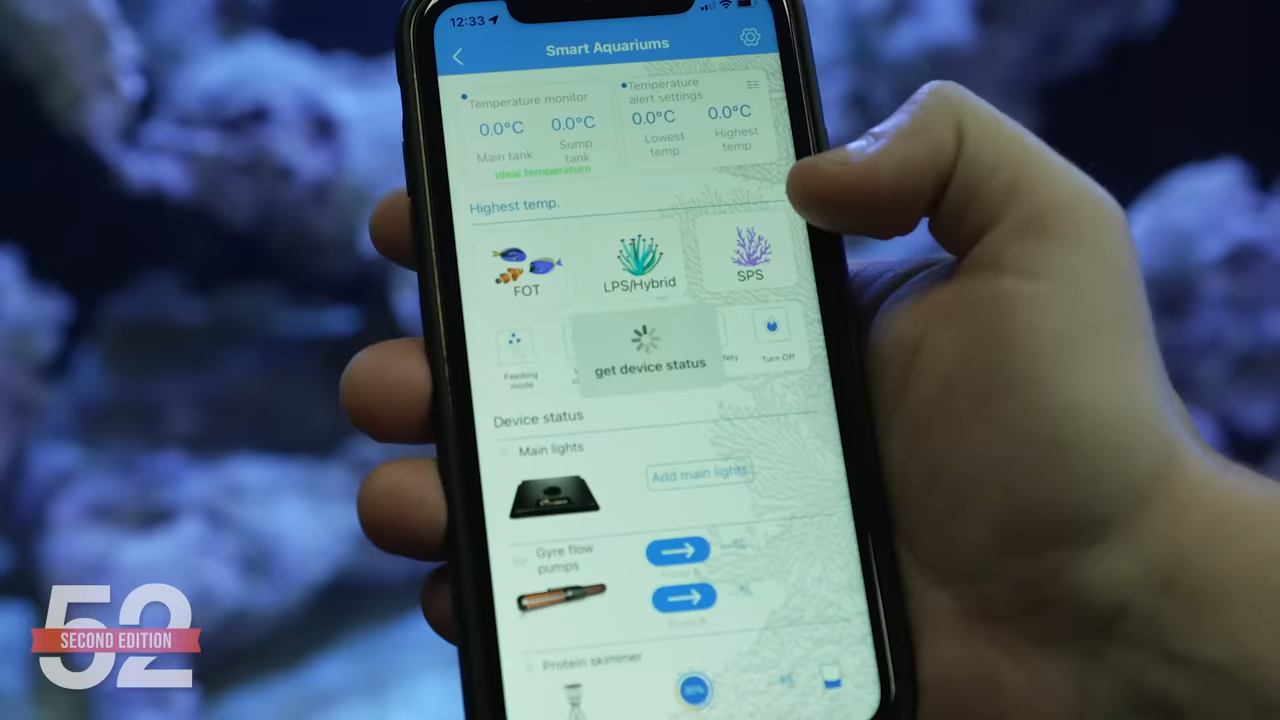 12:33
Smart Aquariums
Temperature monitor
0.0°C 0.0°C
Main tank
Sump
tank
Ideal temperature
Temperature
alert settings
0.0°C 0.0°C
Lowest
temp.
Highest
temp
Highest temp.
FOT
LPS/Hybrid
SPS
Feeding
mode
get device status
fety
Turn Off
Device status
Main lights
Add main lights
Gyre flow
pumps
Protein skimmer
52
SECOND EDITION